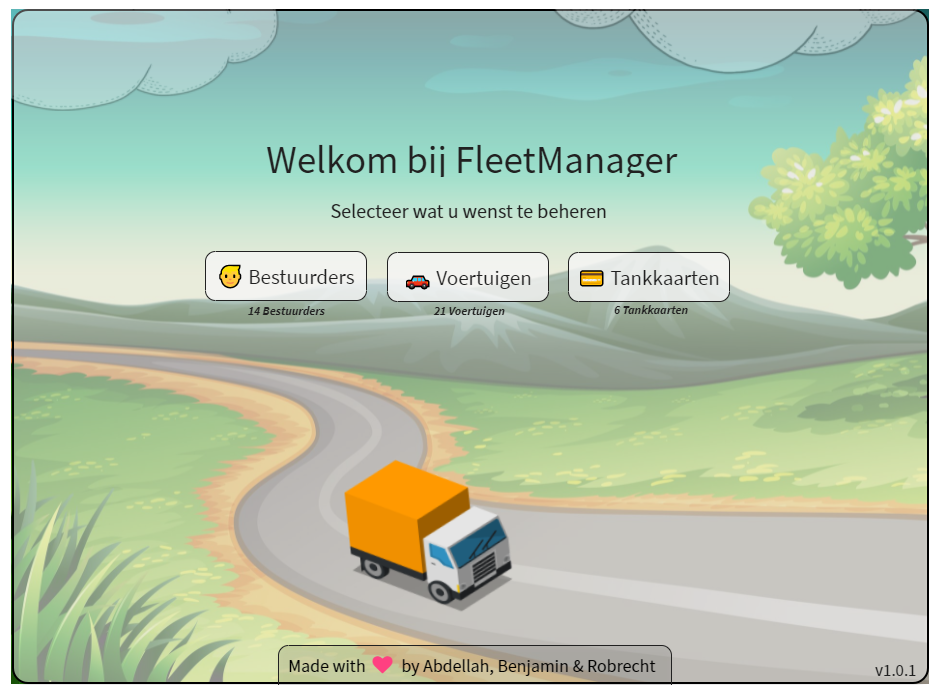 Welkom bij FleetManager
Selecteer wat u wenst te beheren
Bestuurders Voertuigen Tankkaarten
14 Bestuurders 21 Voertuigen 6 Tankkaarten
Made with by Abdellah, Benjamin & Robrecht
v1.0.1